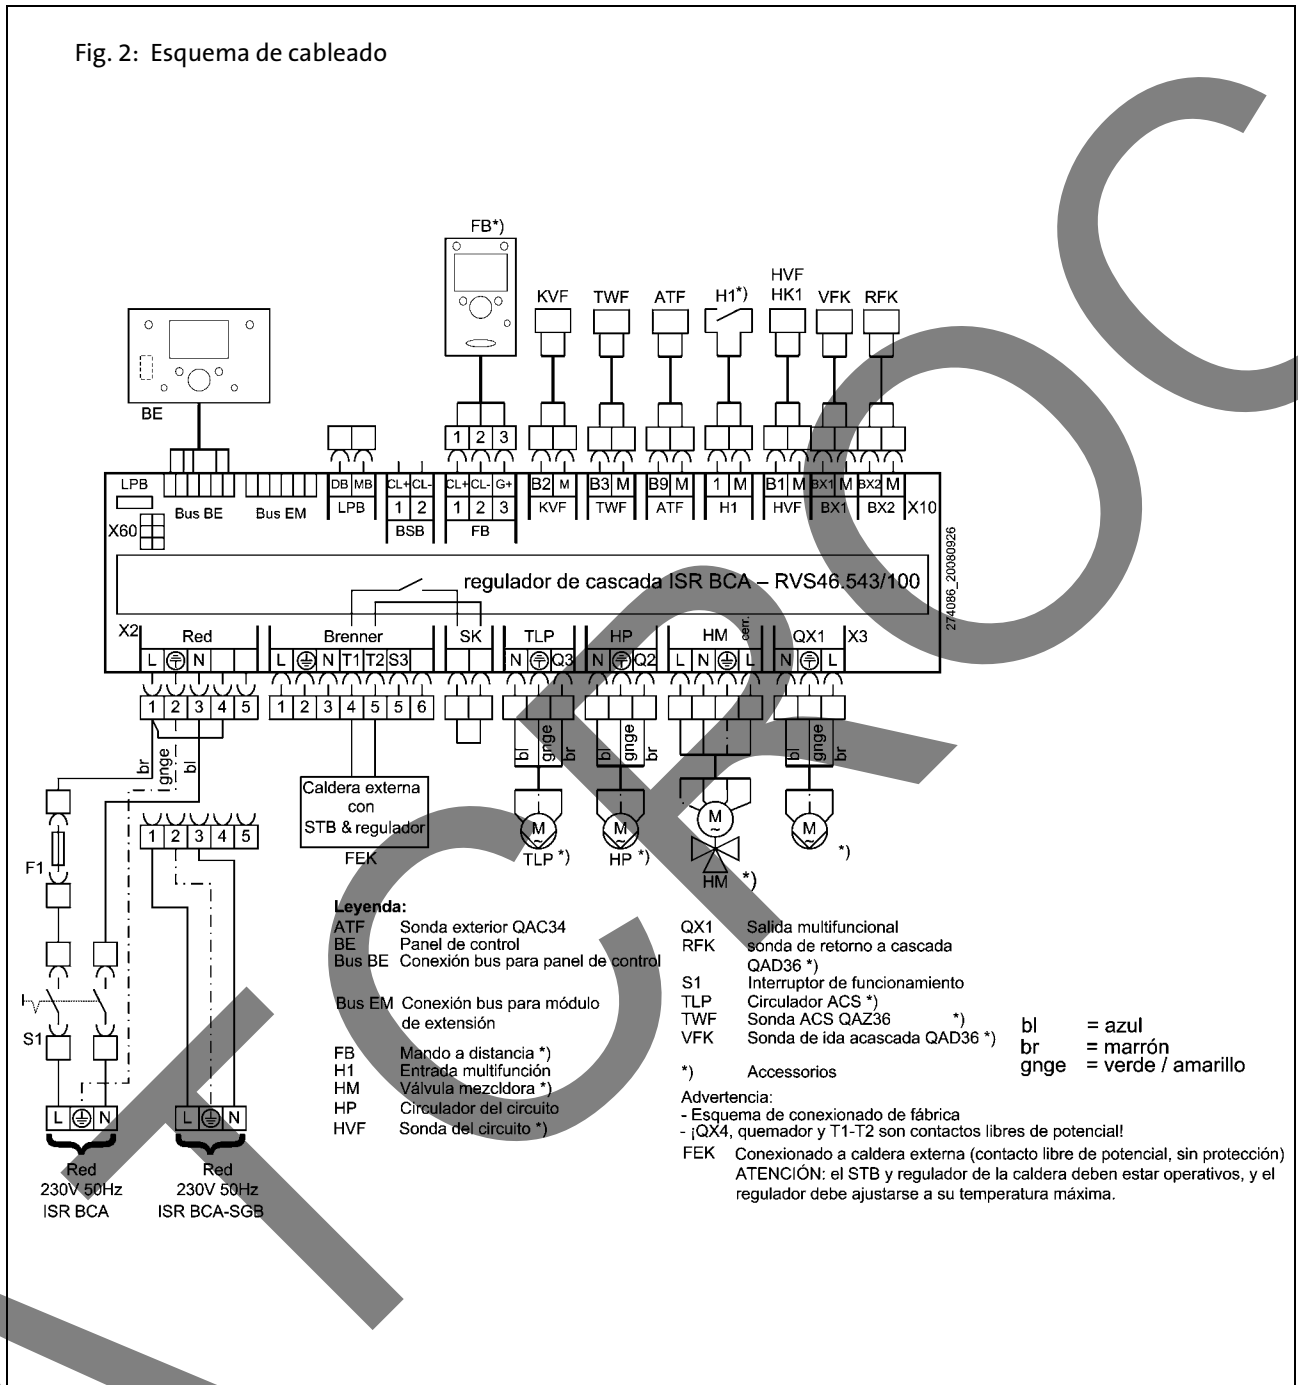 Fig. 2: Esquema de cableado
FB*)
KVF TWF ATF H1*) HVF HK1 VFK RFK
BE
1 2 3
LPB
Bus BE
Bus EM
DB MB
LPB
CL+ CL-
1 2
BSB
CL+ CL- G+
1 2 3
FB
B2 M
KVF
B3 M
TWF
B9 M
ATF
1 M
H1
B1 M
HVF
BX1 M
BX1
BX2 M
BX2
X10
X60
regulador de cascada ISR BCA – RVS46.543/100
274086_20080926
X2 Red Brenner SK TLP HP HM cerr. QX1 X3
L N
L N T1 T2 S3
N Q3
N Q2
L N L
N L
1 2 3 4 5
1 2 3 4 5 5 6
br gnge bl
bl gnge br
bl gnge br
bl gnge br
Caldera externa
con
STB & regulador
FEK
M ~
TLP *)
M ~
HP *)
M ~
HM *)
M ~
*)
1 2 3 4 5
F1
S1
L N
L N
Red
230V 50Hz
ISR BCA
Red
230V 50Hz
ISR BCA-SGB
Leyenda:
ATF Sonda exterior QAC34
BE Panel de control
Bus BE Conexión bus para panel de control
Bus EM Conexión bus para módulo
de extensión
FB Mando a distancia *)
H1 Entrada multifunción
HM Válvula mezcldora *)
HP Circulador del circuito
HVF Sonda del circuito *)
QX1 Salida multifuncional
RFK sonda de retorno a cascada
QAD36 *)
S1 Interruptor de funcionamiento
TLP Circulador ACS *)
TWF Sonda ACS QAZ36 *)
VFK Sonda de ida acascada QAD36 *)
*) Accessorios
bl = azul
br = marrón
gnge = verde / amarillo
Advertencia:
- Esquema de conexionado de fábrica
- ¡QX4, quemador y T1-T2 son contactos libres de potencial!
FEK Conexionado a caldera externa (contacto libre de potencial, sin protección)
ATENCIÓN: el STB y regulador de la caldera deben estar operativos, y el
regulador debe ajustarse a su temperatura máxima.